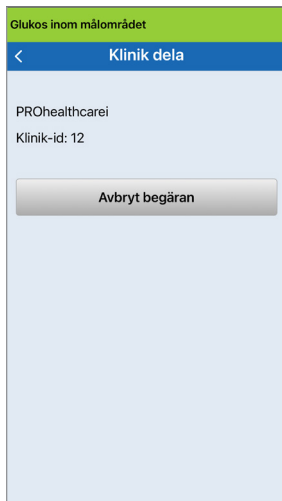 Glukos inom målområdet
Klinik dela
PROhealthcarei
Klinik-id: 12
Avbryt begäran